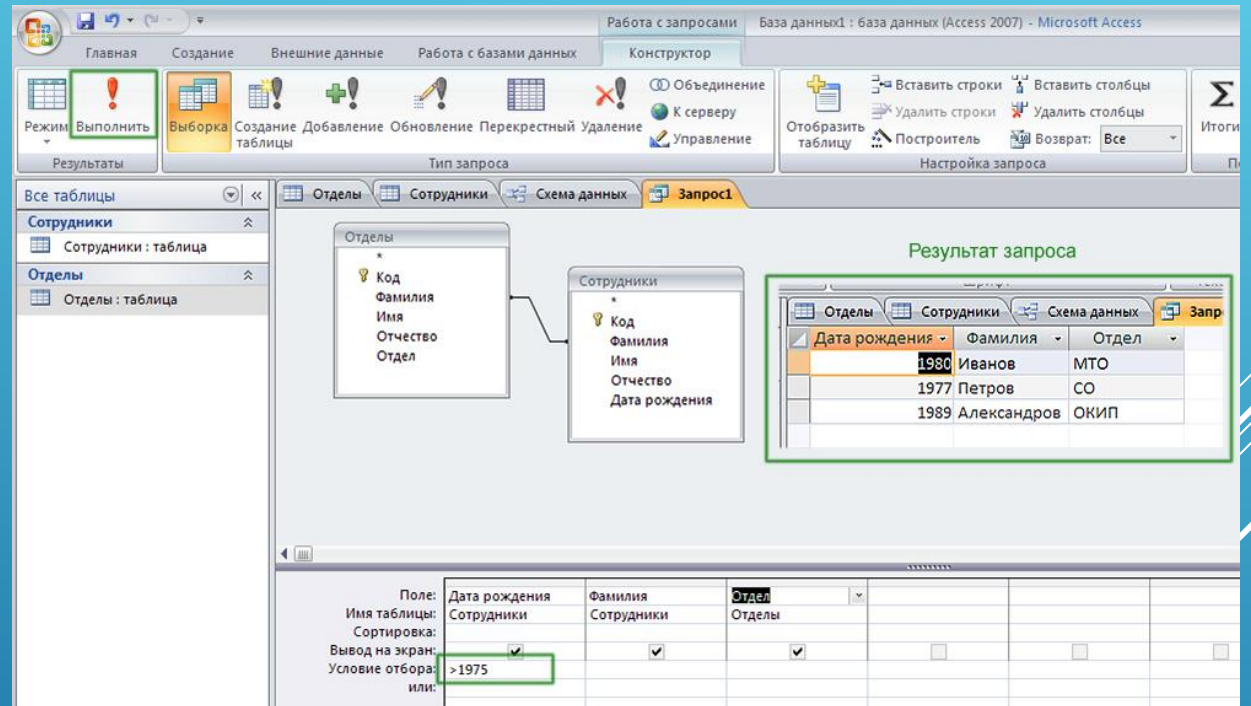 Работа с запросами База данных1 : база данных (Access 2007) - Microsoft Access
Главная Создание Внешние данные Работа с базами данных Конструктор
Режим Выполнить
Результаты
Выборка Создание таблицы Добавление Обновление Перекрестный Удаление
Объединение
К серверу
Управление
Тип запроса
Отобразить таблицу
Вставить строки
Удалить строки
Построитель
Вставить столбцы
Удалить столбцы
Возврат: Все
Настройка запроса
Σ
Итоги
Все таблицы «
Сотрудники
Сотрудники : таблица
Отделы
Отделы : таблица
Отделы Сотрудники Схема данных Запрос1
Отделы
*
Код
Фамилия
Имя
Отчество
Отдел
Сотрудники
*
Код
Фамилия
Имя
Отчество
Дата рождения
Результат запроса
Отделы Сотрудники Схема данных Запр
Дата рождения Фамилия Отдел
1980 Иванов МТО
1977 Петров СО
1989 Александров ОКИП
Поле: Дата рождения Фамилия Отдел
Имя таблицы: Сотрудники Сотрудники Отделы
Сортировка:
Вывод на экран:
Условие отбора: >1975
или: